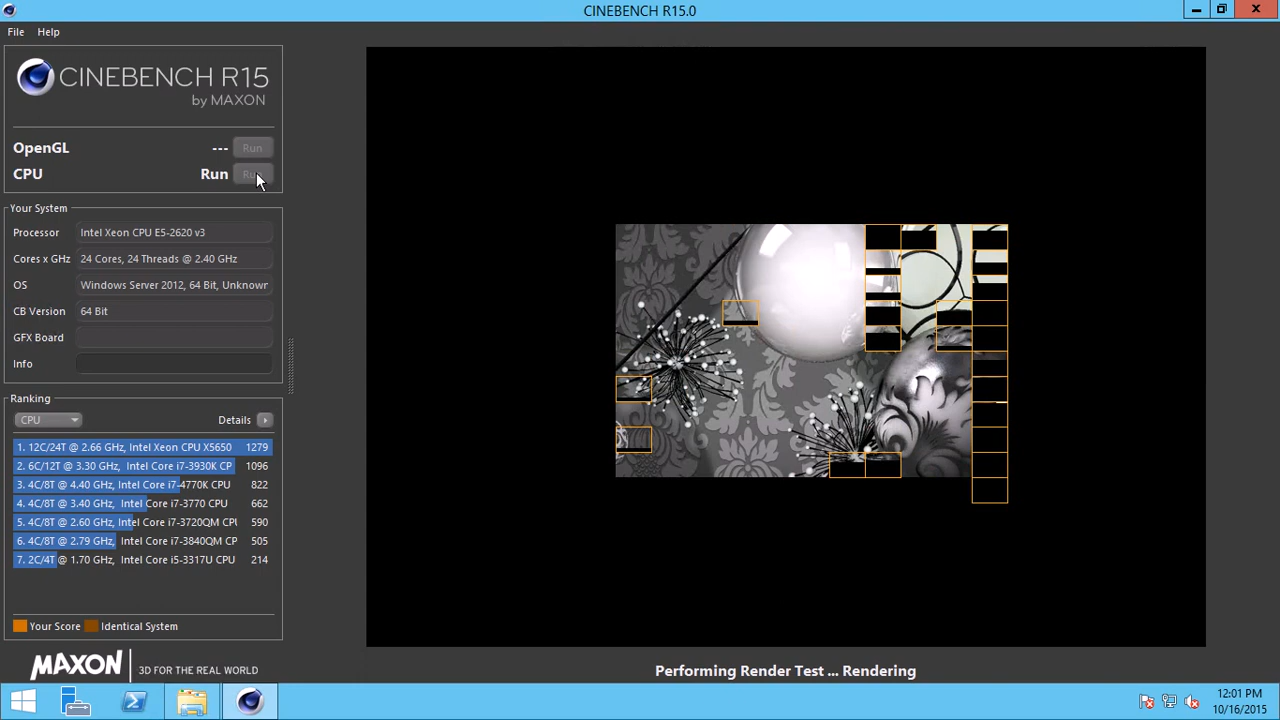 CINEBENCH R15.0
File Help
CINEBENCH R15
by MAXON
OpenGL --- Run
CPU Run
Your System
Processor Intel Xeon CPU E5-2620 v3
Cores x GHz 24 Cores, 24 Threads @ 2.40 GHz
OS Windows Server 2012, 64 Bit, Unknowr
CB Version 64 Bit
GFX Board
Info
Ranking
CPU Details
1. 12C/24T @ 2.66 GHz, Intel Xeon CPU X5650 1279
2. 6C/12T @ 3.30 GHz, Intel Core i7-3930K CP 1096
3. 4C/8T @ 4.40 GHz, Intel Core i7-4770K CPU 822
4. 4C/8T @ 3.40 GHz, Intel Core i7-3770 CPU 662
5. 4C/8T @ 2.60 GHz, Intel Core i7-3720QM CPU 590
6. 4C/8T @ 2.79 GHz, Intel Core i7-3840QM CP 505
7. 2C/4T @ 1.70 GHz, Intel Core i5-3317U CPU 214
Your Score Identical System
MAXON 3D FOR THE REAL WORLD
Performing Render Test ... Rendering
12:01 PM
10/16/2015